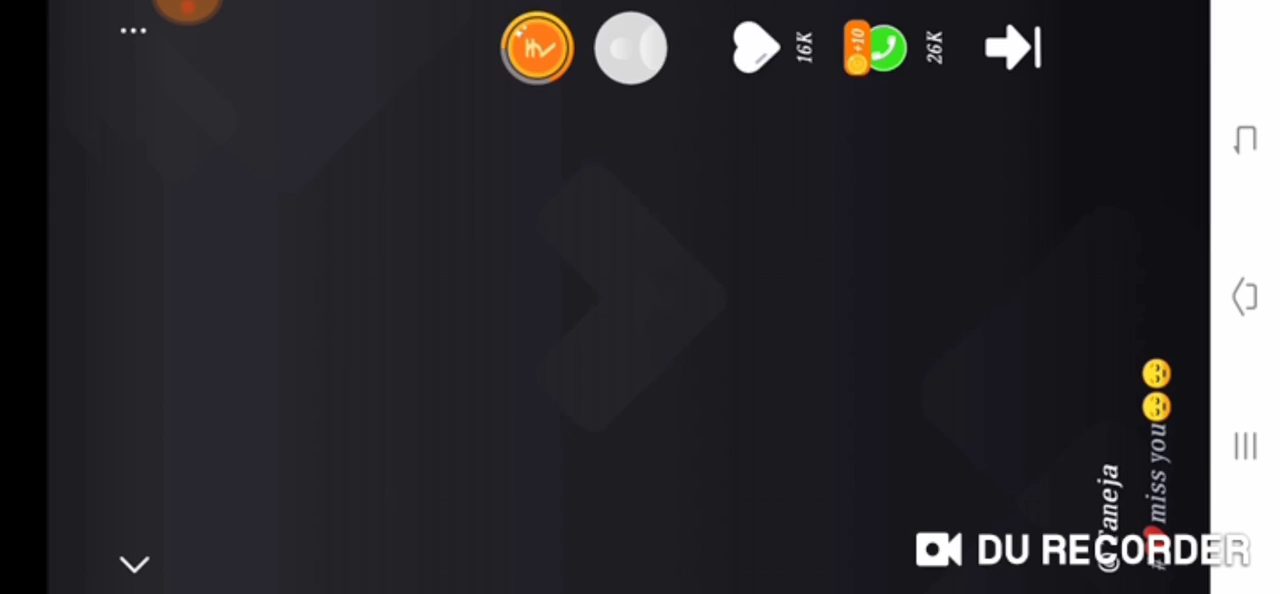 16K
+10
26K
@Taneja
#❤️miss you😔😔
DU RECORDER